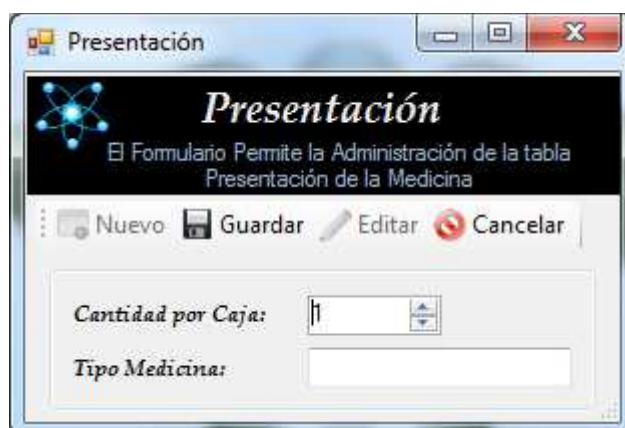 Presentación
Presentación
El Formulario Permite la Administración de la tabla
Presentación de la Medicina
Nuevo Guardar Editar Cancelar
Cantidad por Caja: 1
Tipo Medicina: